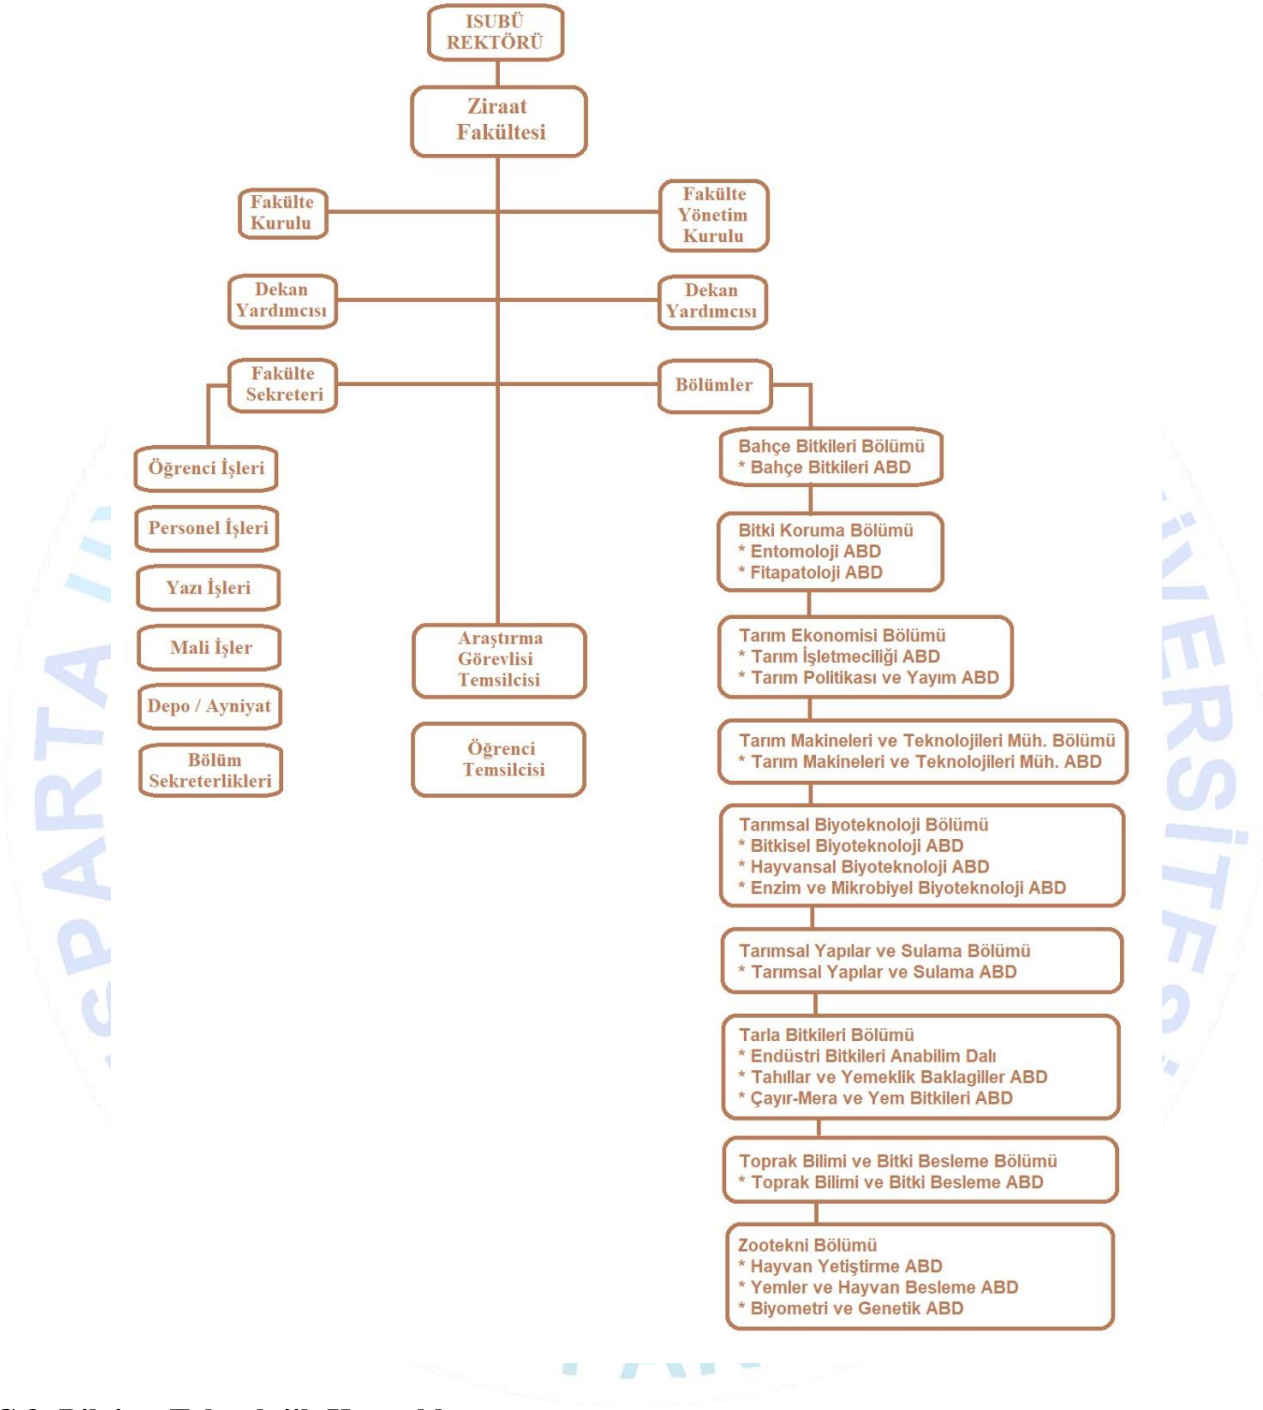 ISUBÜ
REKTÖRÜ
Ziraat
Fakültesi
Fakülte
Kurulu
Fakülte
Yönetim
Kurulu
Dekan
Yardımcısı
Dekan
Yardımcısı
Fakülte
Sekreteri
Bölümler
Öğrenci İşleri
Personel İşleri
Yazı İşleri
Mali İşler
Depo / Ayniyat
Bölüm
Sekreterlikleri
Araştırma
Görevlisi
Temsilcisi
Öğrenci
Temsilcisi
Bahçe Bitkileri Bölümü
* Bahçe Bitkileri ABD
Bitki Koruma Bölümü
* Entomoloji ABD
* Fitapatoloji ABD
Tarım Ekonomisi Bölümü
* Tarım İşletmeciliği ABD
* Tarım Politikası ve Yayım ABD
Tarım Makineleri ve Teknolojileri Müh. Bölümü
* Tarım Makineleri ve Teknolojileri Müh. ABD
Tarımsal Biyoteknoloji Bölümü
* Bitkisel Biyoteknoloji ABD
* Hayvansal Biyoteknoloji ABD
* Enzim ve Mikrobiyel Biyoteknoloji ABD
Tarımsal Yapılar ve Sulama Bölümü
* Tarımsal Yapılar ve Sulama ABD
Tarla Bitkileri Bölümü
* Endüstri Bitkileri Anabilim Dalı
* Tahıllar ve Yemeklik Baklagiller ABD
* Çayır-Mera ve Yem Bitkileri ABD
Toprak Bilimi ve Bitki Besleme Bölümü
* Toprak Bilimi ve Bitki Besleme ABD
Zootekni Bölümü
* Hayvan Yetiştirme ABD
* Yemler ve Hayvan Besleme ABD
* Biyometri ve Genetik ABD